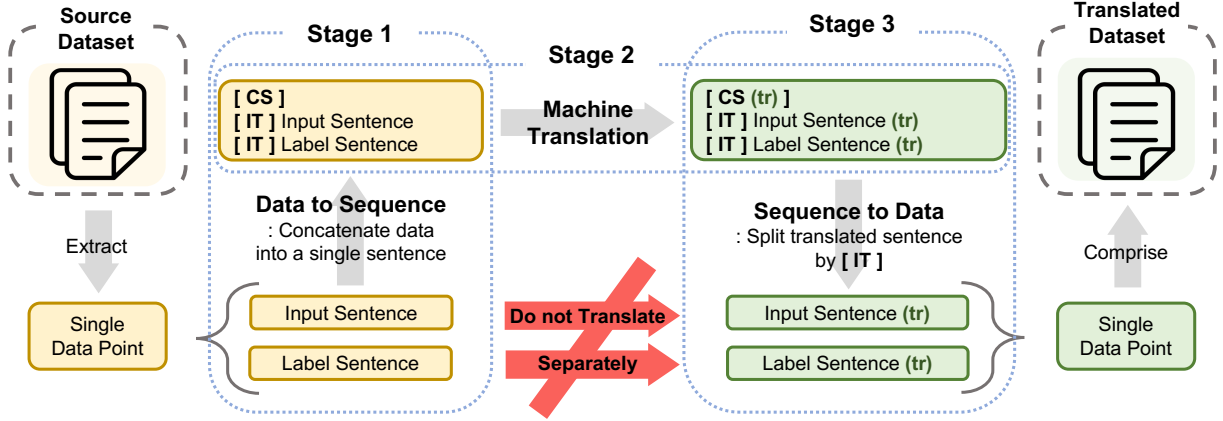 Source
Dataset
Extract
Single
Data Point
Stage 1
[ CS ]
[ IT ] Input Sentence
[ IT ] Label Sentence
Data to Sequence
: Concatenate data
into a single sentence
Input Sentence
Label Sentence
Stage 2
Machine
Translation
Do not Translate
Separately
Stage 3
[ CS (tr) ]
[ IT ] Input Sentence (tr)
[ IT ] Label Sentence (tr)
Sequence to Data
: Split translated sentence
by [ IT ]
Input Sentence (tr)
Label Sentence (tr)
Translated
Dataset
Comprise
Single
Data Point